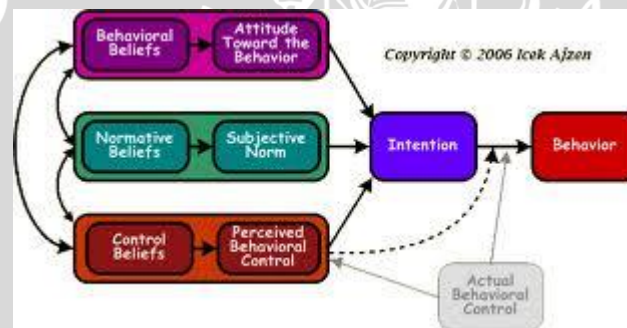 Behavioral
Beliefs
Attitude
Toward the
Behavior
Copyright © 2006 Icek Ajzen
Normative
Beliefs
Subjective
Norm
Intention
Behavior
Control
Beliefs
Perceived
Behavioral
Control
Actual
Behavioral
Control